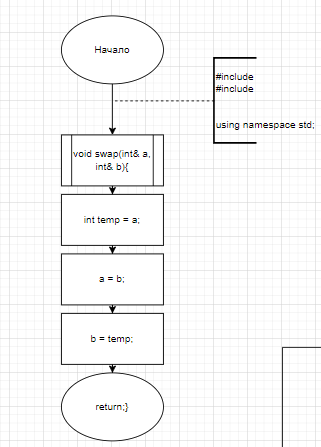 Начало
#include
#include
using namespace std;
void swap(int& a,
int& b){
int temp = a;
a = b;
b = temp;
return;}